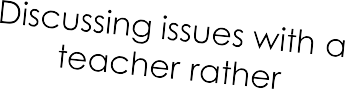 Discussing issues with a
teacher rather